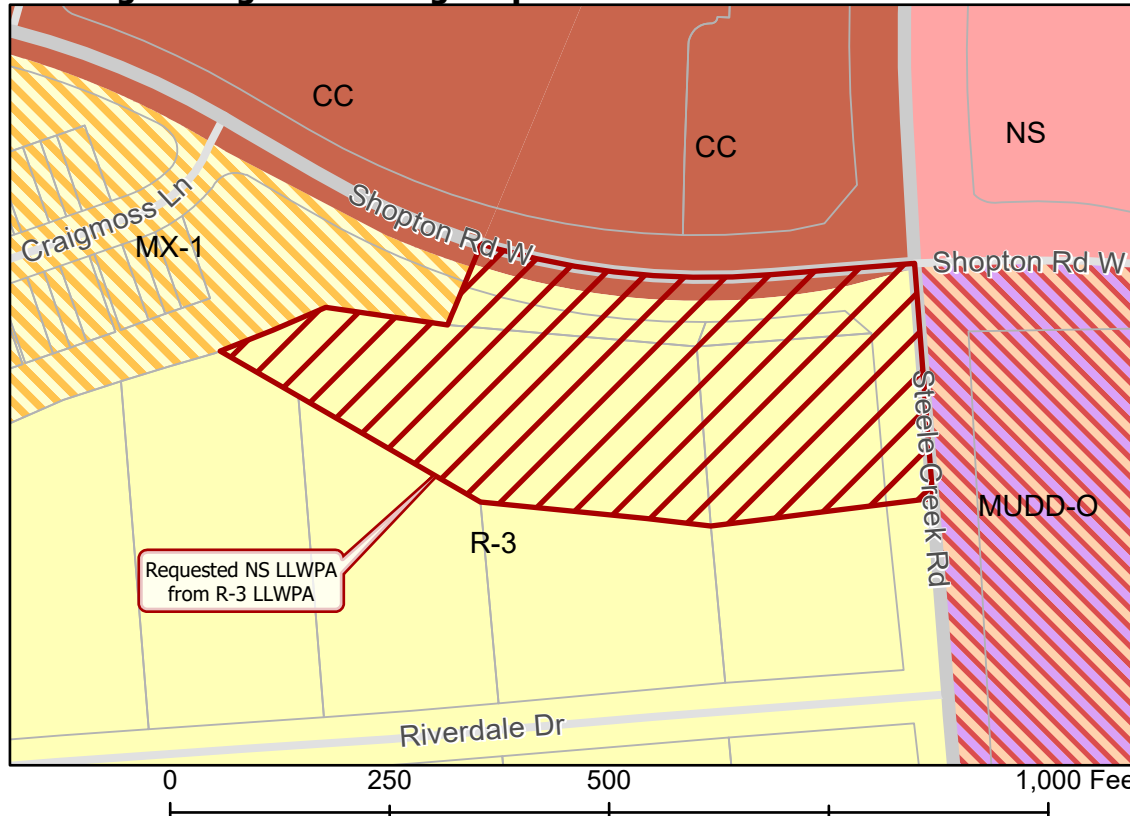 CC
CC
NS
Shopton Rd W
Craigmoss Ln
MX-1
Shopton Rd W
Steele Creek Rd
MUDD-O
R-3
Requested NS LLWPA
from R-3 LLWPA
Riverdale Dr
0 250 500 1,000 Fee